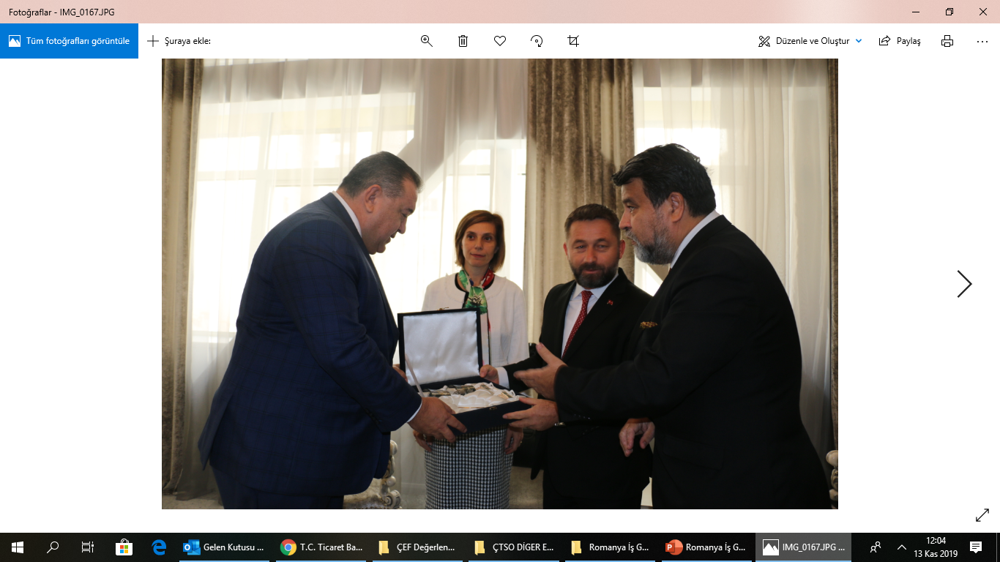 Fotoğraflar - IMG_0167.JPG
Tüm fotoğrafları görüntüle
Şuraya ekle:
Düzenle ve Oluştur
Paylaş
Gelen Kutusu ...
T.C. Ticaret Ba...
ÇEF Değerlen...
ÇTSO DİĞER E...
Romanya İş G...
Romanya İş G...
IMG_0167.JPG ...
12:04
13 Kas 2019